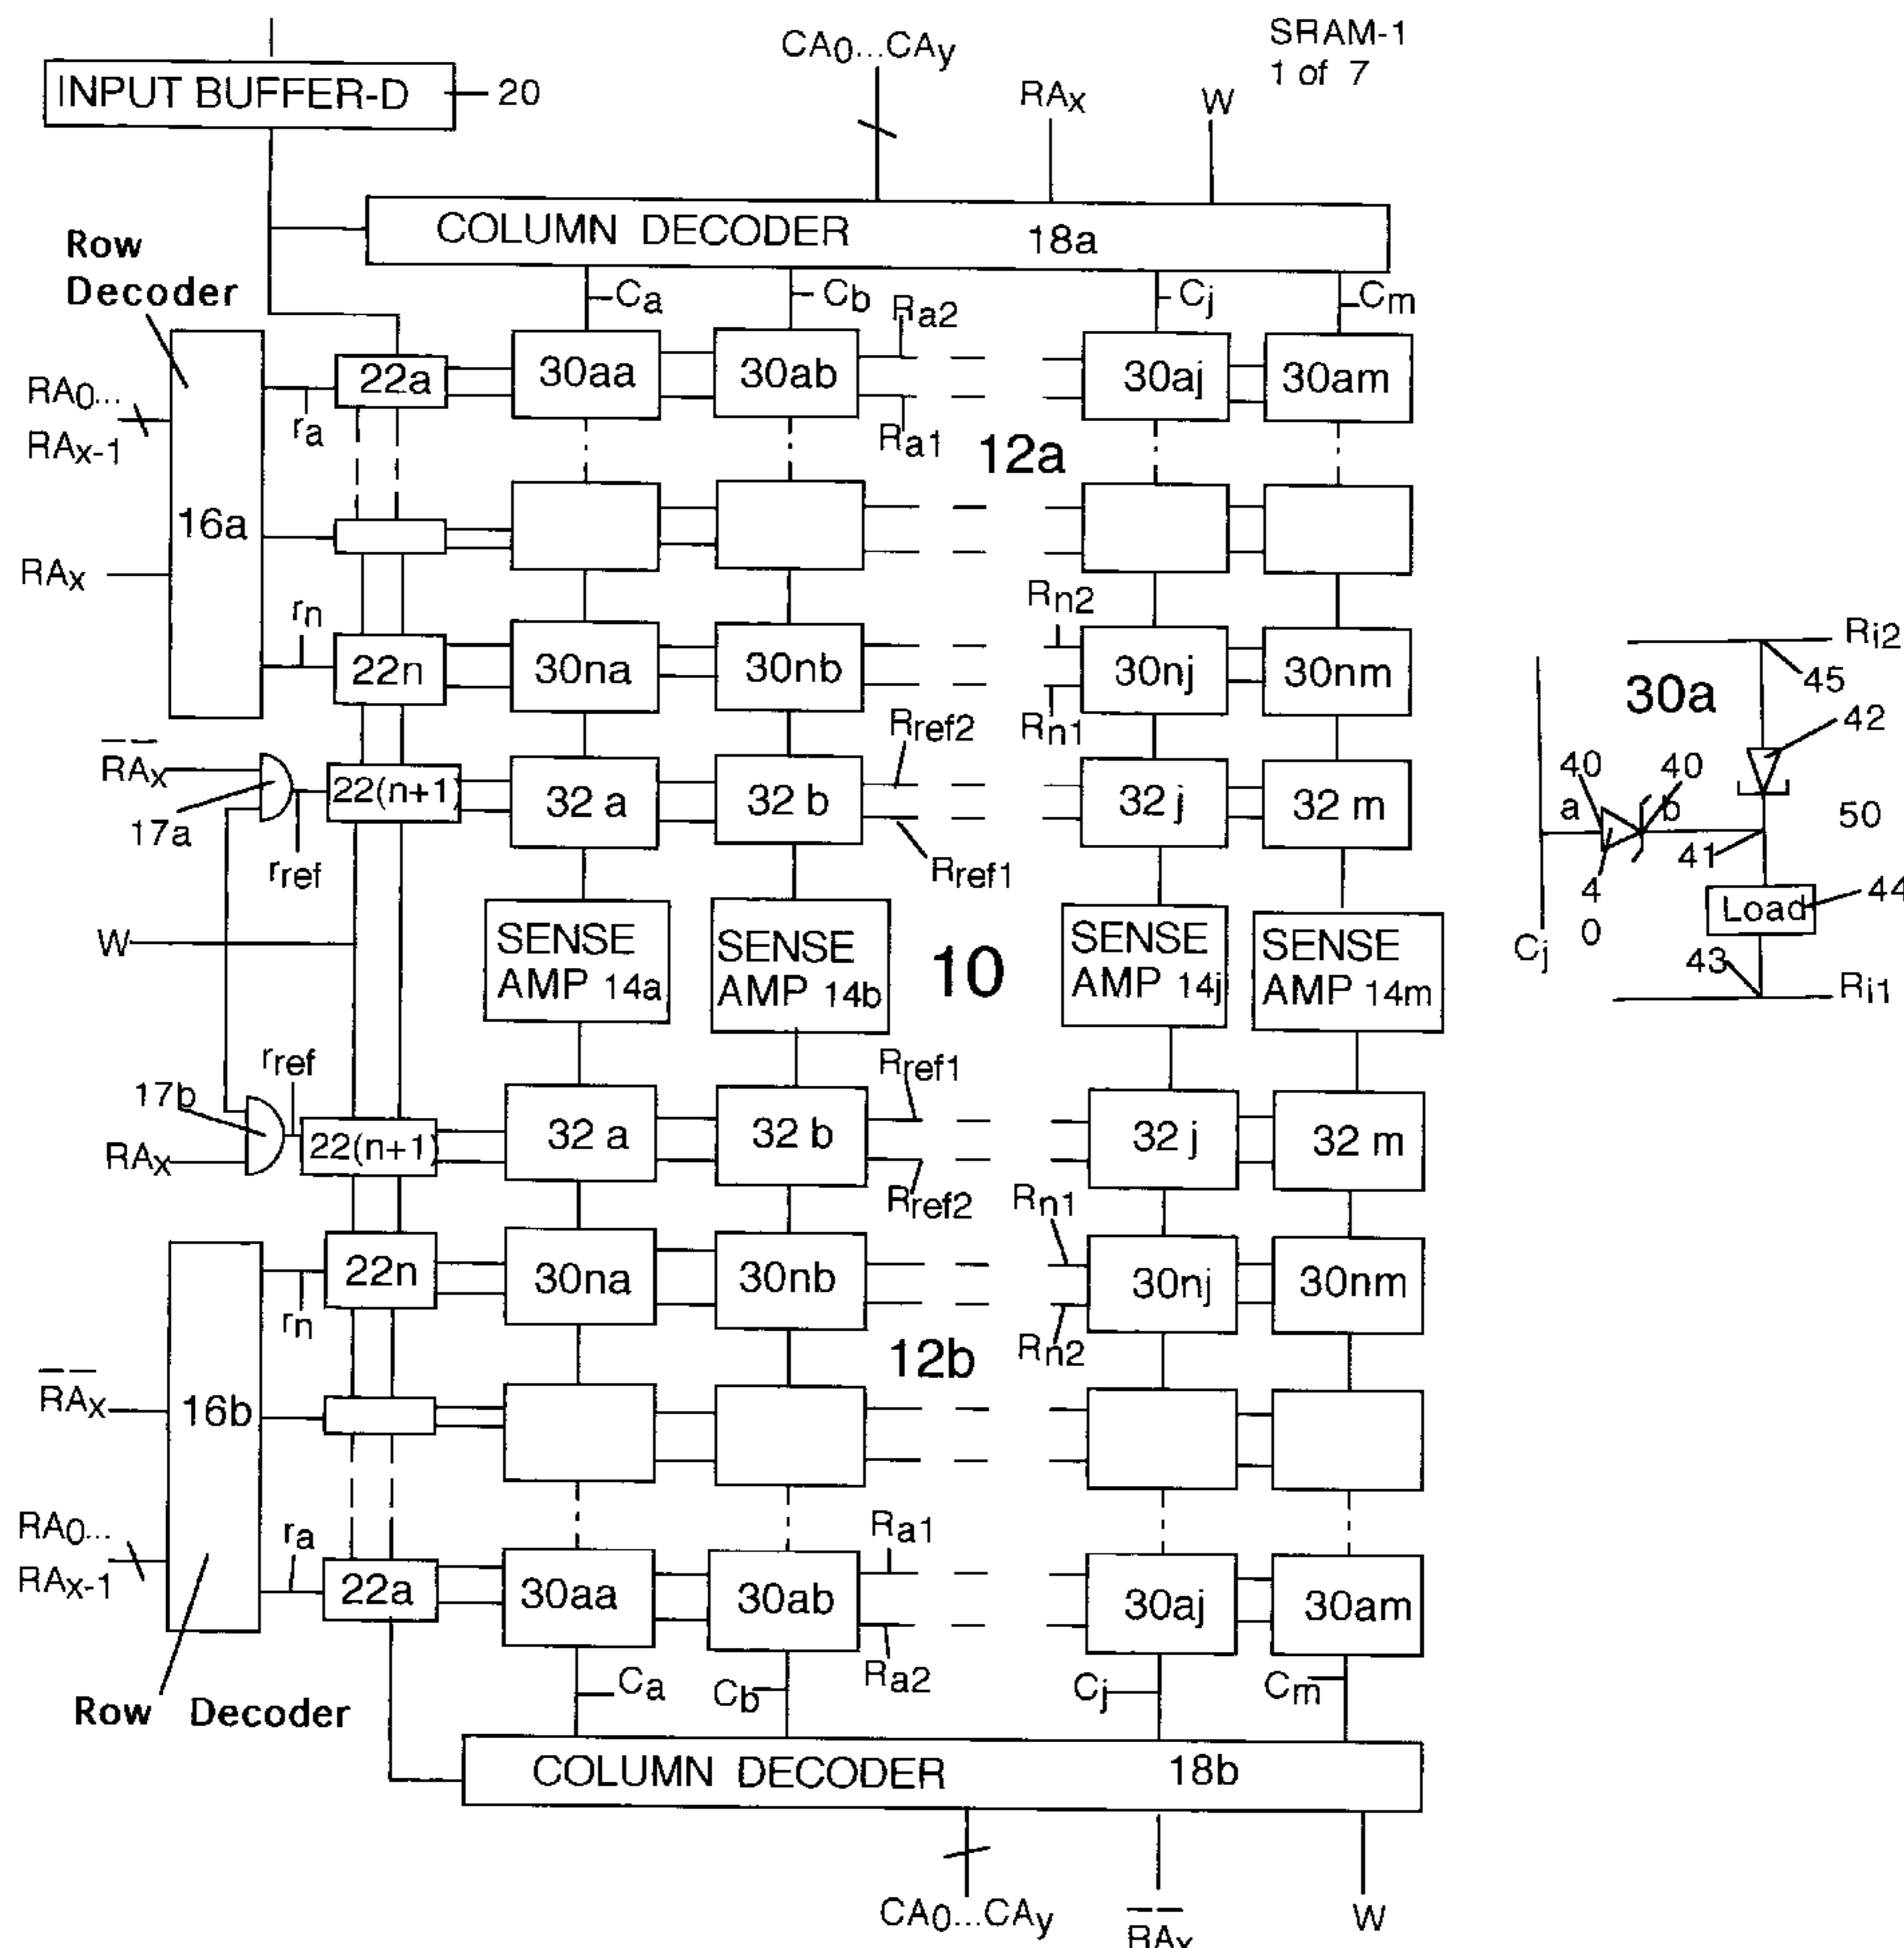 SRAM-1
1 of 7
CA0...CAy
RAx
W
INPUT BUFFER-D
20
COLUMN DECODER 18a
Row
Decoder
Ca
Cb
Ra2
Cj
Cm
22a
30aa
30ab
30aj
30am
RA0...
RAx-1
ra
Ra1
12a
16a
RAx
rn
Rn2
22n
30na
30nb
30nj
30nm
Rn1
Rref2
R̅A̅x
22(n+1)
32 a
32 b
32 j
32 m
17a
rref
Rref1
W
SENSE
AMP 14a
SENSE
AMP 14b
10
SENSE
AMP 14j
SENSE
AMP 14m
Ri2
45
30a
42
40
40
a
b
50
41
4
0
44
Load
Cj
43
Ri1
rref
Rref1
17b
22(n+1)
32 a
32 b
32 j
32 m
RAx
Rref2
Rn1
22n
30na
30nb
30nj
30nm
rn
Rn2
12b
R̅A̅x
16b
RA0...
RAx-1
ra
Ra1
22a
30aa
30ab
30aj
30am
Ra2
Ca
Cb
Cj
Cm
Row Decoder
COLUMN DECODER 18b
CA0...CAy
R̅A̅x
W